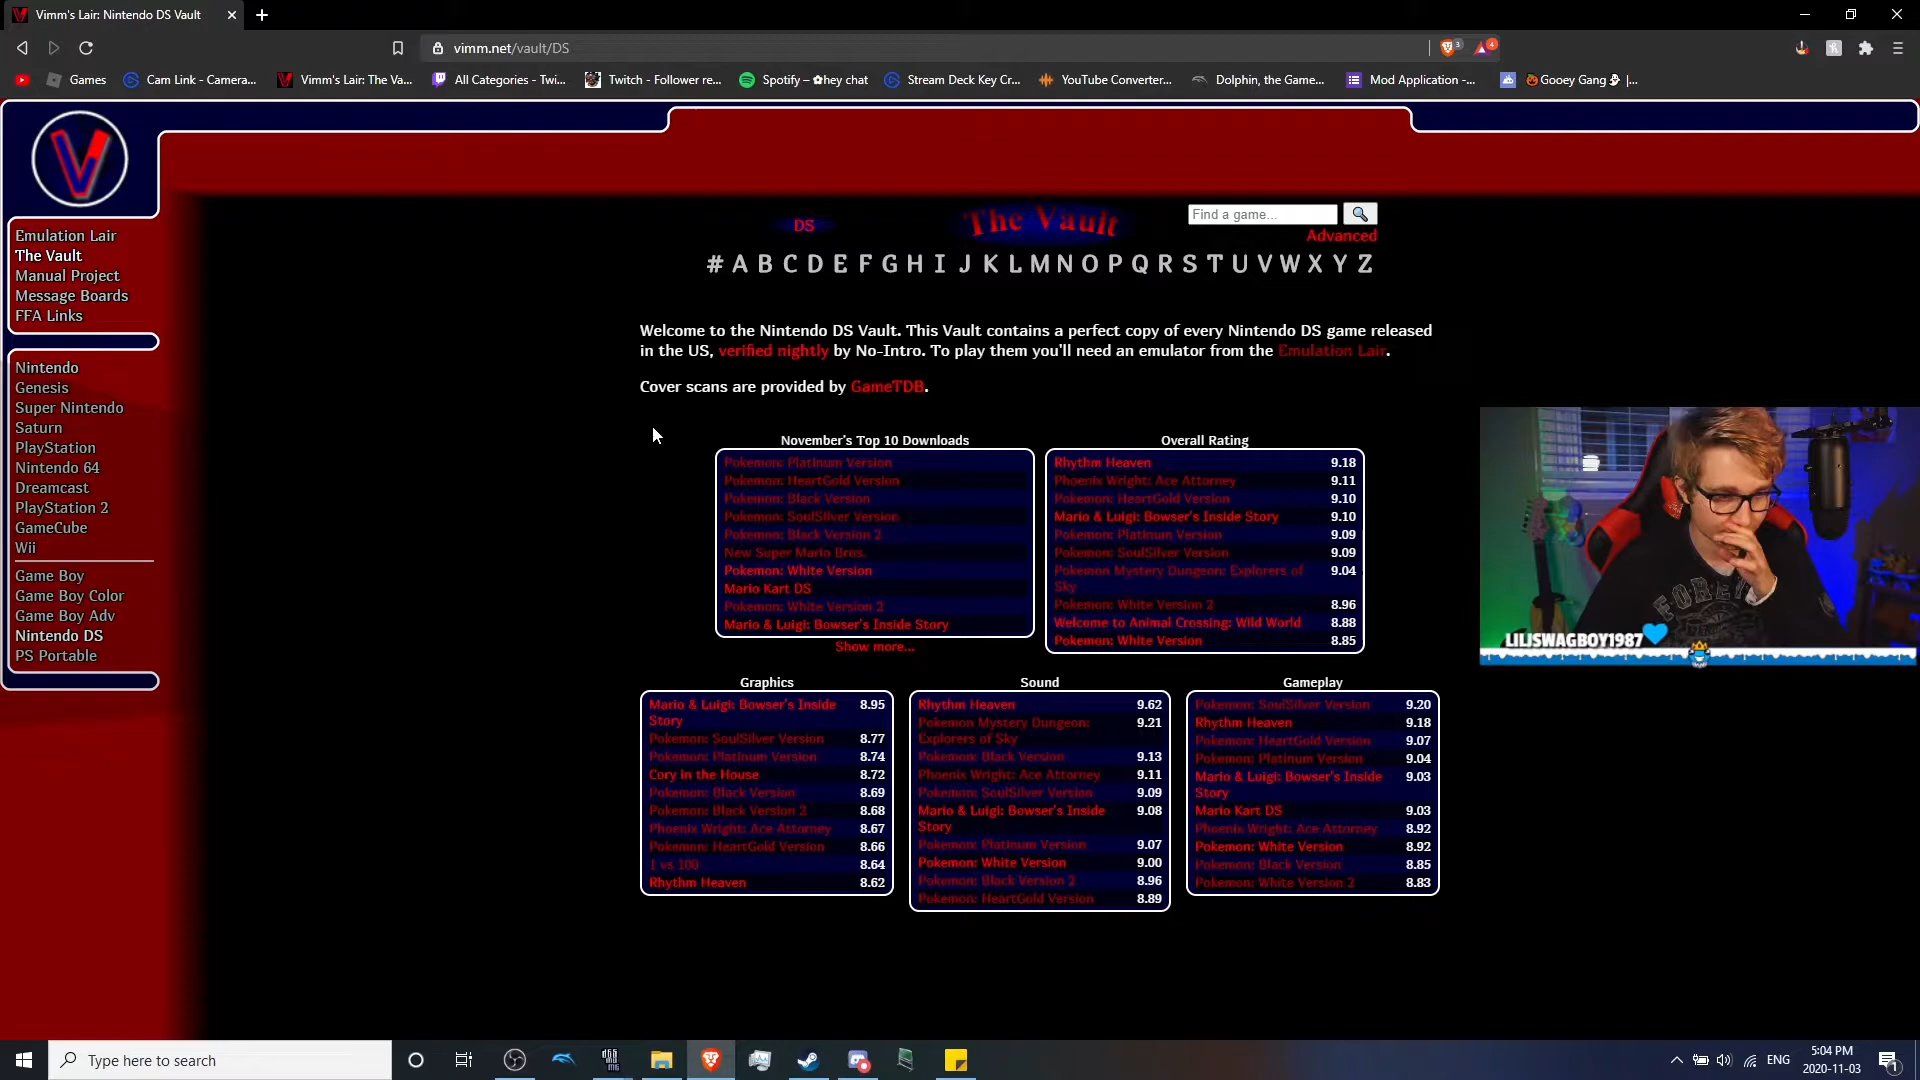 Vimm's Lair: Nintendo DS Vault
vimm.net/vault/DS
3
4
Games
Cam Link - Camera...
Vimm's Lair: The Va...
All Categories - Twi...
Twitch - Follower re...
Spotify – ✿hey chat
Stream Deck Key Cr...
YouTube Converter...
Dolphin, the Game...
Mod Application -...
🎃Gooey Gang 👻 |...
V
Emulation Lair
The Vault
Manual Project
Message Boards
FFA Links
Nintendo
Genesis
Super Nintendo
Saturn
PlayStation
Nintendo 64
Dreamcast
PlayStation 2
GameCube
Wii
Game Boy
Game Boy Color
Game Boy Adv
Nintendo DS
PS Portable
DS
The Vault
Find a game...
Advanced
# A B C D E F G H I J K L M N O P Q R S T U V W X Y Z
Welcome to the Nintendo DS Vault. This Vault contains a perfect copy of every Nintendo DS game released
in the US, verified nightly by No-Intro. To play them you'll need an emulator from the Emulation Lair.
Cover scans are provided by GameTDB.
November's Top 10 Downloads
Pokemon: Platinum Version
Pokemon: HeartGold Version
Pokemon: Black Version
Pokemon: SoulSilver Version
Pokemon: Black Version 2
New Super Mario Bros.
Pokemon: White Version
Mario Kart DS
Pokemon: White Version 2
Mario & Luigi: Bowser's Inside Story
Show more...
Overall Rating
Rhythm Heaven 9.18
Phoenix Wright: Ace Attorney 9.11
Pokemon: HeartGold Version 9.10
Mario & Luigi: Bowser's Inside Story 9.10
Pokemon: Platinum Version 9.09
Pokemon: SoulSilver Version 9.09
Pokemon Mystery Dungeon: Explorers of 9.04
Sky
Pokemon: White Version 2 8.96
Welcome to Animal Crossing: Wild World 8.88
Pokemon: White Version 8.85
Graphics
Mario & Luigi: Bowser's Inside 8.95
Story
Pokemon: SoulSilver Version 8.77
Pokemon: Platinum Version 8.74
Cory in the House 8.72
Pokemon: Black Version 8.69
Pokemon: Black Version 2 8.68
Phoenix Wright: Ace Attorney 8.67
Pokemon: HeartGold Version 8.66
1 vs 100 8.64
Rhythm Heaven 8.62
Sound
Rhythm Heaven 9.62
Pokemon Mystery Dungeon: 9.21
Explorers of Sky
Pokemon: Black Version 9.13
Phoenix Wright: Ace Attorney 9.11
Pokemon: SoulSilver Version 9.09
Mario & Luigi: Bowser's Inside 9.08
Story
Pokemon: Platinum Version 9.07
Pokemon: White Version 9.00
Pokemon: Black Version 2 8.96
Pokemon: HeartGold Version 8.89
Gameplay
Pokemon: SoulSilver Version 9.20
Rhythm Heaven 9.18
Pokemon: HeartGold Version 9.07
Pokemon: Platinum Version 9.04
Mario & Luigi: Bowser's Inside 9.03
Story
Mario Kart DS 9.03
Phoenix Wright: Ace Attorney 8.92
Pokemon: White Version 8.92
Pokemon: Black Version 8.85
Pokemon: White Version 2 8.83
LILJSWAGBOY1987💙
Type here to search
ENG
5:04 PM
2020-11-03
1